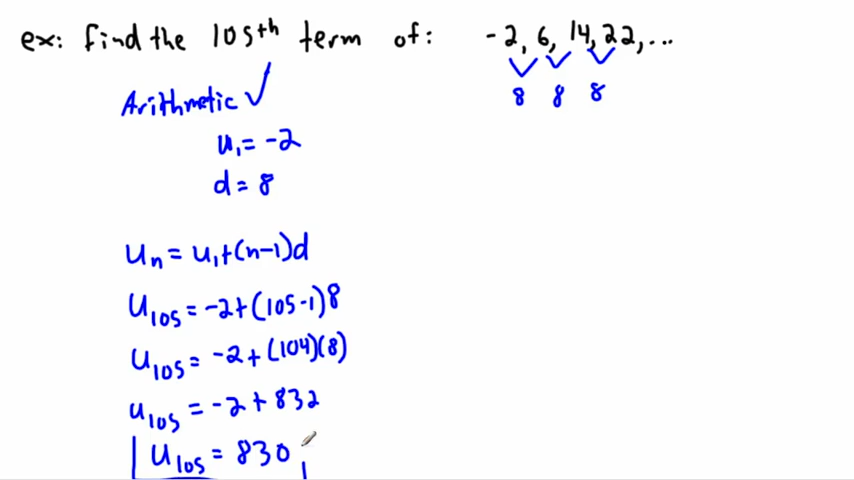 ex: find the 105th term of: -2, 6, 14, 22, ...
8 8 8
Arithmetic ✓
u₁ = -2
d = 8
uₙ = u₁+(n-1)d
u₁₀₅ = -2+(105-1)8
u₁₀₅ = -2+(104)(8)
u₁₀₅ = -2+832
u₁₀₅ = 830